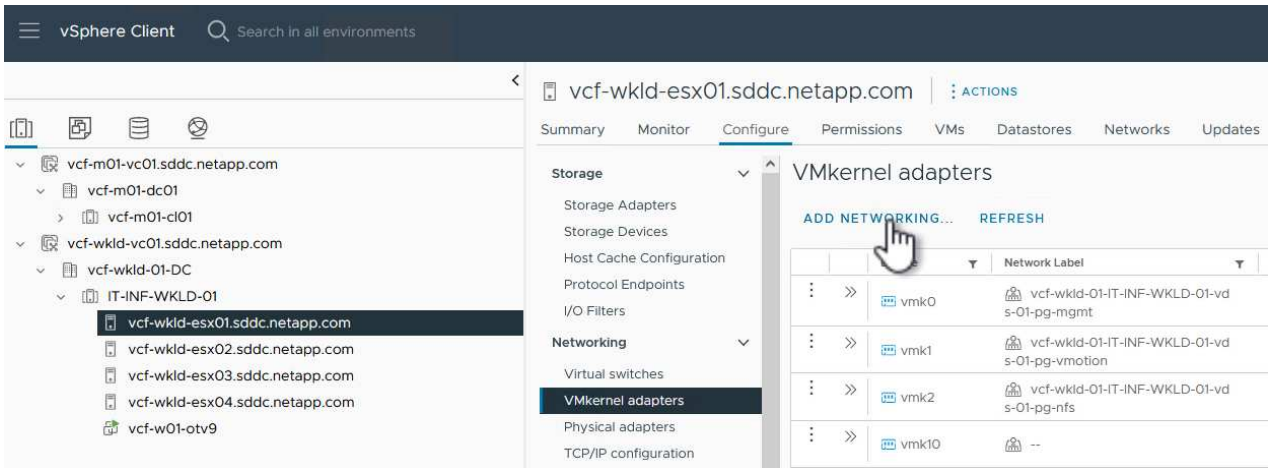 vSphere Client
Search in all environments
vcf-m01-vc01.sddc.netapp.com
vcf-m01-dc01
vcf-m01-cl01
vcf-wkld-vc01.sddc.netapp.com
vcf-wkld-01-DC
IT-INF-WKLD-01
vcf-wkld-esx01.sddc.netapp.com
vcf-wkld-esx02.sddc.netapp.com
vcf-wkld-esx03.sddc.netapp.com
vcf-wkld-esx04.sddc.netapp.com
vcf-w01-otv9
vcf-wkld-esx01.sddc.netapp.com ACTIONS
Summary Monitor Configure Permissions VMs Datastores Networks Updates
Storage
Storage Adapters
Storage Devices
Host Cache Configuration
Protocol Endpoints
I/O Filters
Networking
Virtual switches
VMkernel adapters
Physical adapters
TCP/IP configuration
VMkernel adapters
ADD NETWORKING... REFRESH
Network Label
vmk0 vcf-wkld-01-IT-INF-WKLD-01-vd
s-01-pg-mgmt
vmk1 vcf-wkld-01-IT-INF-WKLD-01-vd
s-01-pg-vmotion
vmk2 vcf-wkld-01-IT-INF-WKLD-01-vd
s-01-pg-nfs
vmk10 --